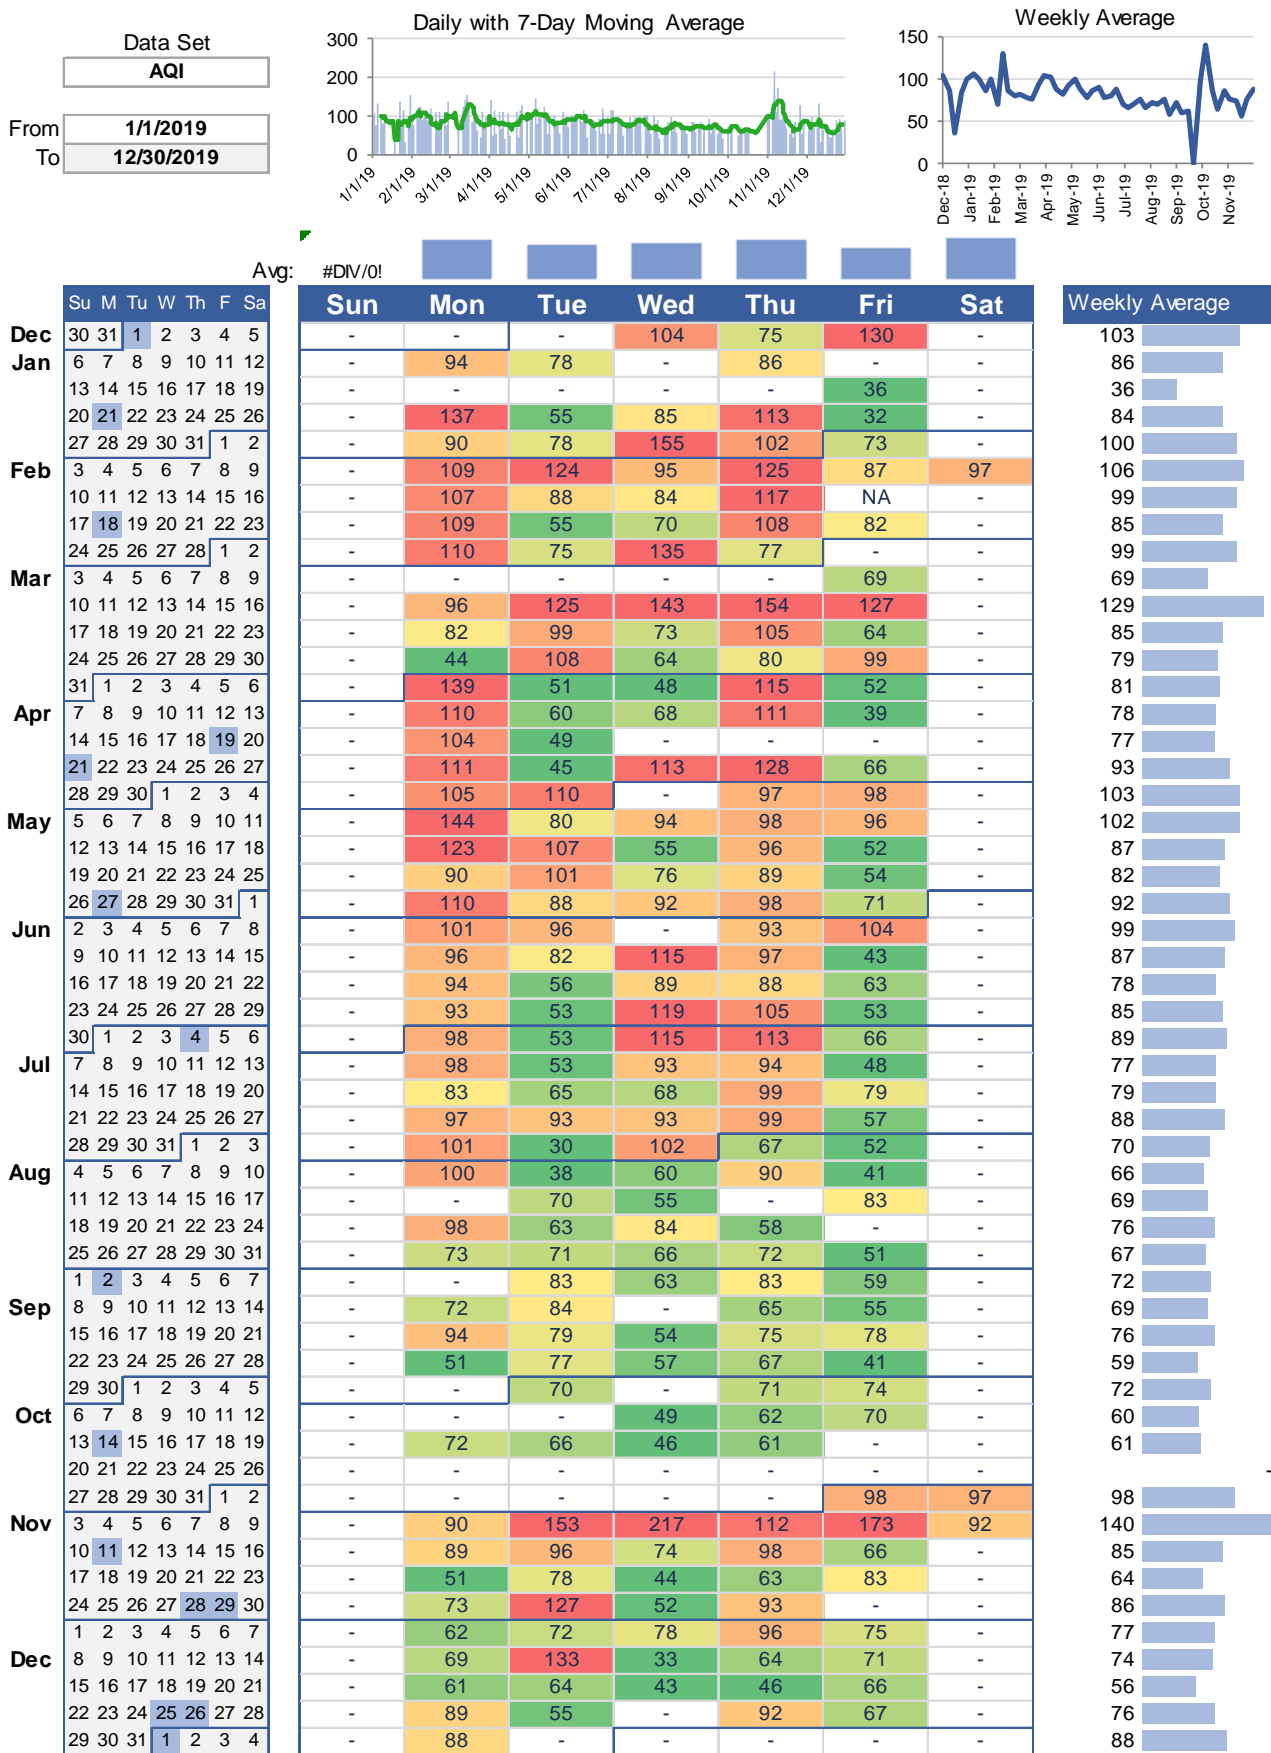 Data Set
AQI
From 1/1/2019
To 12/30/2019
Daily with 7-Day Moving Average
300
200
100
0
1/1/19 2/1/19 3/1/19 4/1/19 5/1/19 6/1/19 7/1/19 8/1/19 9/1/19 10/1/19 11/1/19 12/1/19
Weekly Average
150
100
50
0
Dec-18 Jan-19 Feb-19 Mar-19 Apr-19 May-19 Jun-19 Jul-19 Aug-19 Sep-19 Oct-19 Nov-19
Avg: #DIV/0!
Su M Tu W Th F Sa Sun Mon Tue Wed Thu Fri Sat Weekly Average
Dec 30 31 1 2 3 4 5 - - - 104 75 130 - 103
Jan 6 7 8 9 10 11 12 - 94 78 - 86 - - 86
13 14 15 16 17 18 19 - - - - - 36 - 36
20 21 22 23 24 25 26 - 137 55 85 113 32 - 84
27 28 29 30 31 1 2 - 90 78 155 102 73 - 100
Feb 3 4 5 6 7 8 9 - 109 124 95 125 87 97 106
10 11 12 13 14 15 16 - 107 88 84 117 NA - 99
17 18 19 20 21 22 23 - 109 55 70 108 82 - 85
24 25 26 27 28 1 2 - 110 75 135 77 - - 99
Mar 3 4 5 6 7 8 9 - - - - - 69 - 69
10 11 12 13 14 15 16 - 96 125 143 154 127 - 129
17 18 19 20 21 22 23 - 82 99 73 105 64 - 85
24 25 26 27 28 29 30 - 44 108 64 80 99 - 79
31 1 2 3 4 5 6 - 139 51 48 115 52 - 81
Apr 7 8 9 10 11 12 13 - 110 60 68 111 39 - 78
14 15 16 17 18 19 20 - 104 49 - - - - 77
21 22 23 24 25 26 27 - 111 45 113 128 66 - 93
28 29 30 1 2 3 4 - 105 110 - 97 98 - 103
May 5 6 7 8 9 10 11 - 144 80 94 98 96 - 102
12 13 14 15 16 17 18 - 123 107 55 96 52 - 87
19 20 21 22 23 24 25 - 90 101 76 89 54 - 82
26 27 28 29 30 31 1 - 110 88 92 98 71 - 92
Jun 2 3 4 5 6 7 8 - 101 96 - 93 104 - 99
9 10 11 12 13 14 15 - 96 82 115 97 43 - 87
16 17 18 19 20 21 22 - 94 56 89 88 63 - 78
23 24 25 26 27 28 29 - 93 53 119 105 53 - 85
30 1 2 3 4 5 6 - 98 53 115 113 66 - 89
Jul 7 8 9 10 11 12 13 - 98 53 93 94 48 - 77
14 15 16 17 18 19 20 - 83 65 68 99 79 - 79
21 22 23 24 25 26 27 - 97 93 93 99 57 - 88
28 29 30 31 1 2 3 - 101 30 102 67 52 - 70
Aug 4 5 6 7 8 9 10 - 100 38 60 90 41 - 66
11 12 13 14 15 16 17 - - 70 55 - 83 - 69
18 19 20 21 22 23 24 - 98 63 84 58 - - 76
25 26 27 28 29 30 31 - 73 71 66 72 51 - 67
1 2 3 4 5 6 7 - - 83 63 83 59 - 72
Sep 8 9 10 11 12 13 14 - 72 84 - 65 55 - 69
15 16 17 18 19 20 21 - 94 79 54 75 78 - 76
22 23 24 25 26 27 28 - 51 77 57 67 41 - 59
29 30 1 2 3 4 5 - - 70 - 71 74 - 72
Oct 6 7 8 9 10 11 12 - - - 49 62 70 - 60
13 14 15 16 17 18 19 - 72 66 46 61 - - 61
20 21 22 23 24 25 26 - - - - - - - -
27 28 29 30 31 1 2 - - - - - 98 97 98
Nov 3 4 5 6 7 8 9 - 90 153 217 112 173 92 140
10 11 12 13 14 15 16 - 89 96 74 98 66 - 85
17 18 19 20 21 22 23 - 51 78 44 63 83 - 64
24 25 26 27 28 29 30 - 73 127 52 93 - - 86
1 2 3 4 5 6 7 - 62 72 78 96 75 - 77
Dec 8 9 10 11 12 13 14 - 69 133 33 64 71 - 74
15 16 17 18 19 20 21 - 61 64 43 46 66 - 56
22 23 24 25 26 27 28 - 89 55 - 92 67 - 76
29 30 31 1 2 3 4 - 88 - - - - - 88